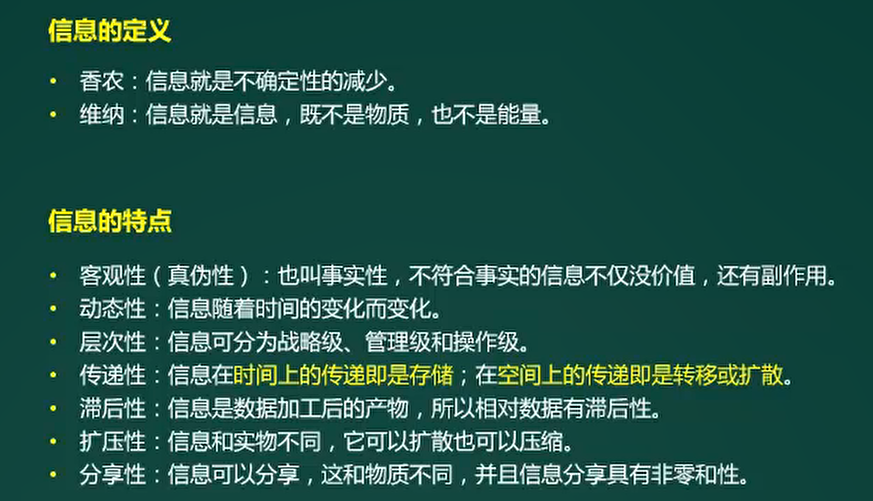 信息的定义
• 香农：信息就是不确定性的减少。
• 维纳：信息就是信息，既不是物质，也不是能量。
信息的特点
• 客观性（真伪性）：也叫事实性，不符合事实的信息不仅没价值，还有副作用。
• 动态性：信息随着时间的变化而变化。
• 层次性：信息可分为战略级、管理级和操作级。
• 传递性：信息在时间上的传递即是存储；在空间上的传递即是转移或扩散。
• 滞后性：信息是数据加工后的产物，所以相对数据有滞后性。
• 扩压性：信息和实物不同，它可以扩散也可以压缩。
• 分享性：信息可以分享，这和物质不同，并且信息分享具有非零和性。